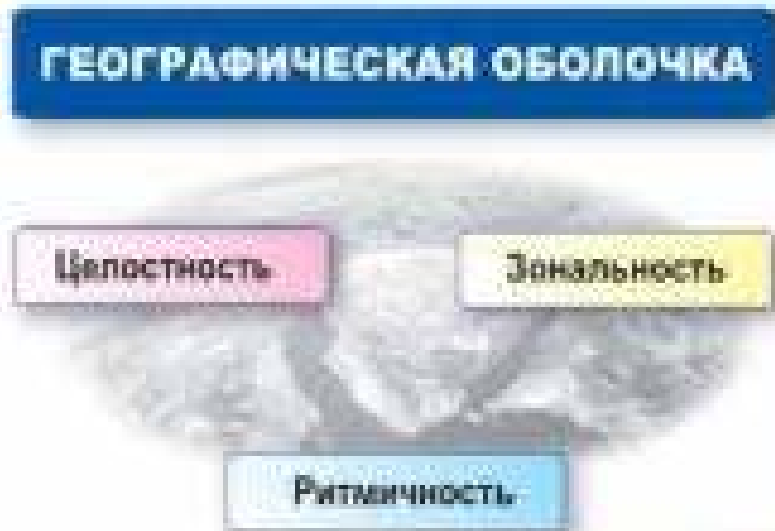 ГЕОГРАФИЧЕСКАЯ ОБОЛОЧКА
Целостность
Зональность
Ритмичность